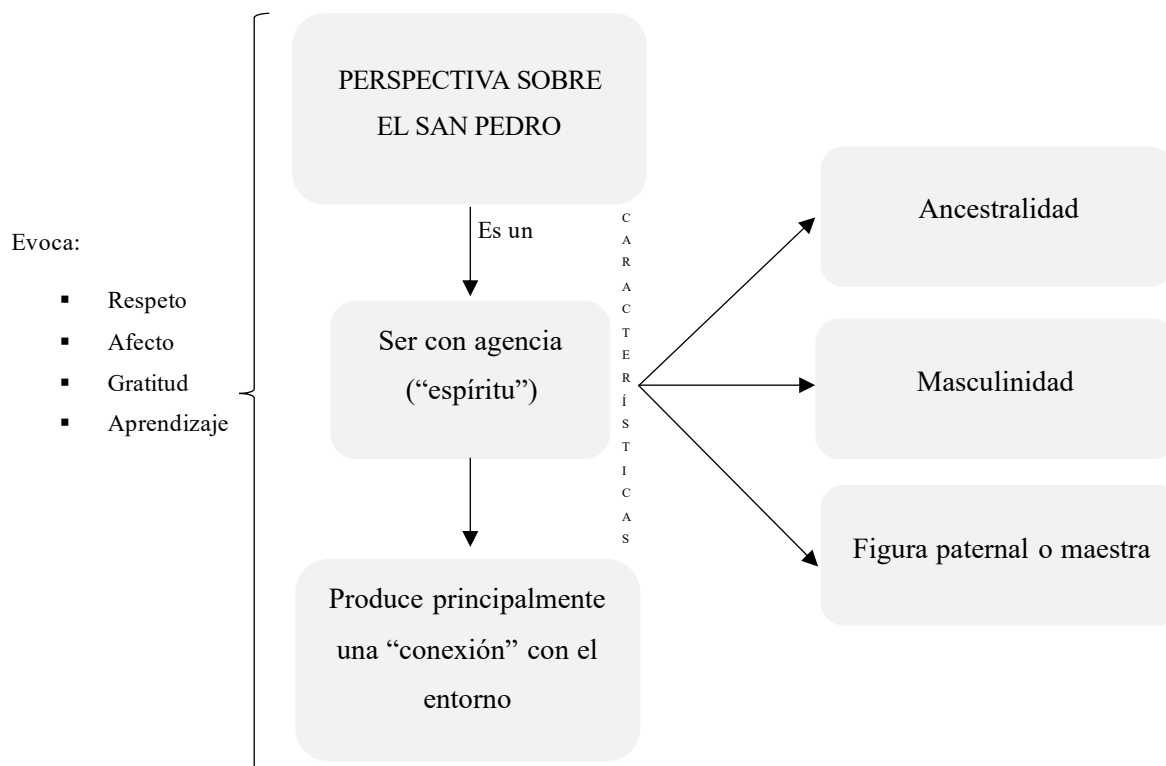 PERSPECTIVA SOBRE
EL SAN PEDRO
Evoca:
▪ Respeto
▪ Afecto
▪ Gratitud
▪ Aprendizaje
Es un
Ser con agencia
(“espíritu”)
Produce principalmente
una “conexión” con el
entorno
CARACTERÍSTICAS
Ancestralidad
Masculinidad
Figura paternal o maestra